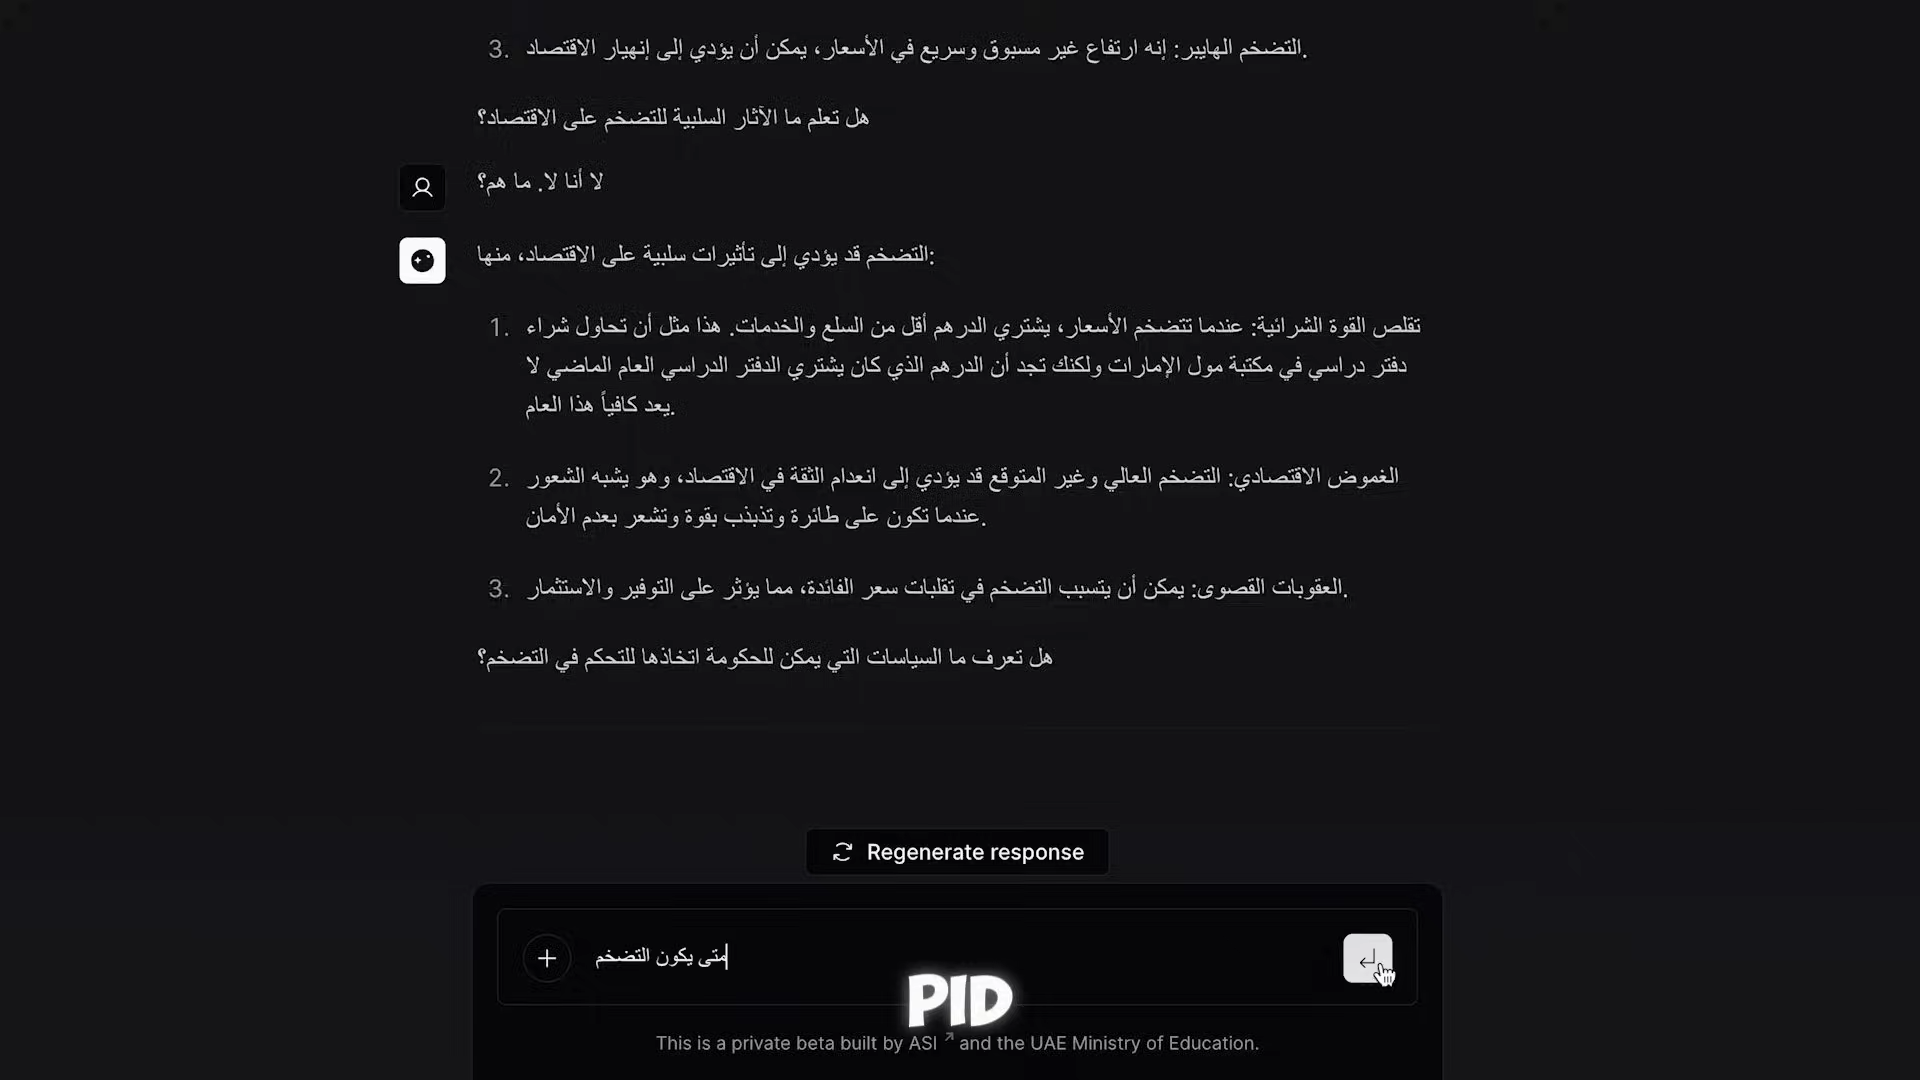 3. التضخم الهايبر: إنه ارتفاع غير مسبوق وسريع في الأسعار، يمكن أن يؤدي إلى إنهيار الاقتصاد.
هل تعلم ما الآثار السلبية للتضخم على الاقتصاد؟
لا أنا لا. ما هم؟
التضخم قد يؤدي إلى تأثيرات سلبية على الاقتصاد، منها:
1. تقلص القوة الشرائية: عندما تتضخم الأسعار، يشتري الدرهم أقل من السلع والخدمات. هذا مثل أن تحاول شراء
دفتر دراسي في مكتبة مول الإمارات ولكنك تجد أن الدرهم الذي كان يشتري الدفتر الدراسي العام الماضي لا
يعد كافياً هذا العام.
2. الغموض الاقتصادي: التضخم العالي وغير المتوقع قد يؤدي إلى انعدام الثقة في الاقتصاد، وهو يشبه الشعور
عندما تكون على طائرة وتذبذب بقوة وتشعر بعدم الأمان.
3. العقوبات القصوى: يمكن أن يتسبب التضخم في تقلبات سعر الفائدة، مما يؤثر على التوفير والاستثمار.
هل تعرف ما السياسات التي يمكن للحكومة اتخاذها للتحكم في التضخم؟
Regenerate response
متى يكون التضخم
PID
This is a private beta built by ASI ↗ and the UAE Ministry of Education.